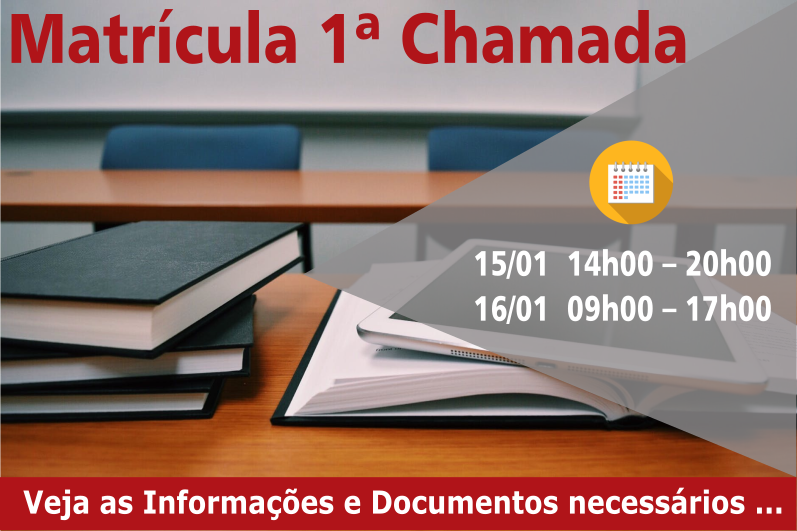 Matrícula 1ª Chamada
15/01 14h00 – 20h00
16/01 09h00 – 17h00
Veja as Informações e Documentos necessários ...